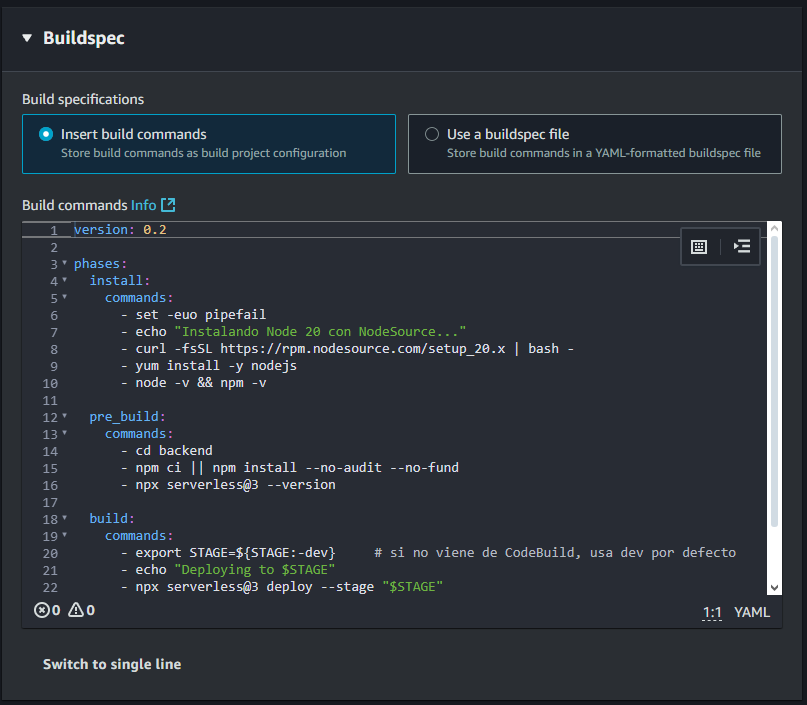 ▼ Buildspec
Build specifications
Insert build commands
Store build commands as build project configuration
Use a buildspec file
Store build commands in a YAML-formatted buildspec file
Build commands Info
1 version: 0.2
2
3 phases:
4   install:
5     commands:
6       - set -euo pipefail
7       - echo "Instalando Node 20 con NodeSource..."
8       - curl -fsSL https://rpm.nodesource.com/setup_20.x | bash -
9       - yum install -y nodejs
10       - node -v && npm -v
11
12   pre_build:
13     commands:
14       - cd backend
15       - npm ci || npm install --no-audit --no-fund
16       - npx serverless@3 --version
17
18   build:
19     commands:
20       - export STAGE=${STAGE:-dev}     # si no viene de CodeBuild, usa dev por defecto
21       - echo "Deploying to $STAGE"
22       - npx serverless@3 deploy --stage "$STAGE"
0 0
1:1 YAML
Switch to single line